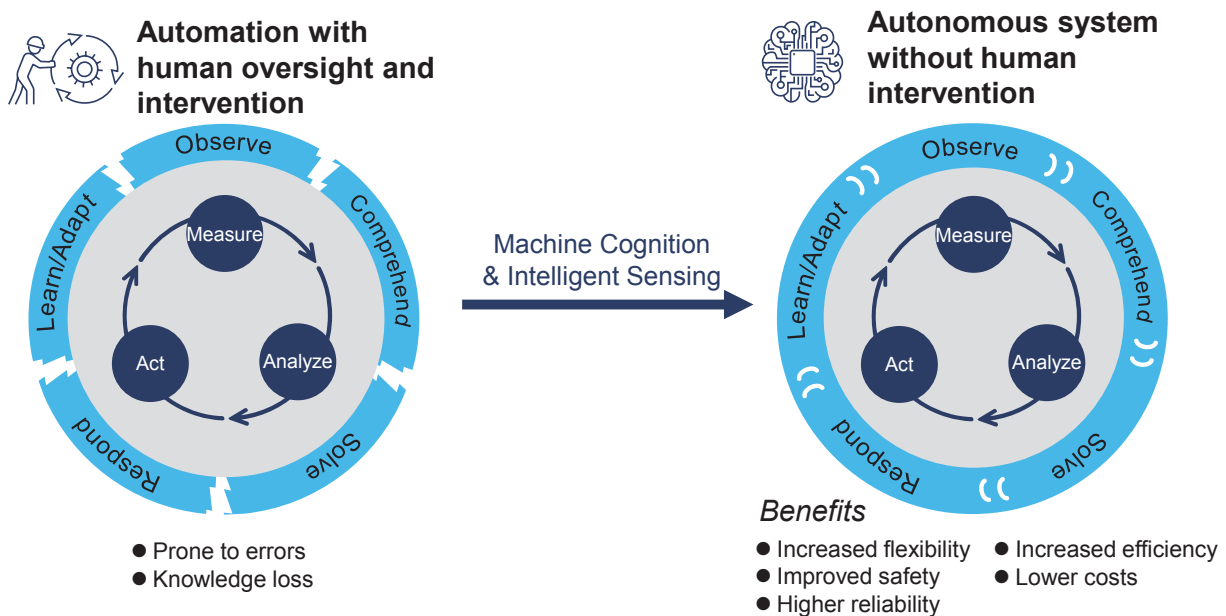 Automation with
human oversight and
intervention
Observe
Comprehend
Solve
Respond
Learn/Adapt
Measure
Analyze
Act
● Prone to errors
● Knowledge loss
Machine Cognition
& Intelligent Sensing
Autonomous system
without human
intervention
Observe
Comprehend
Solve
Respond
Learn/Adapt
Measure
Analyze
Act
Benefits
● Increased flexibility
● Improved safety
● Higher reliability
● Increased efficiency
● Lower costs